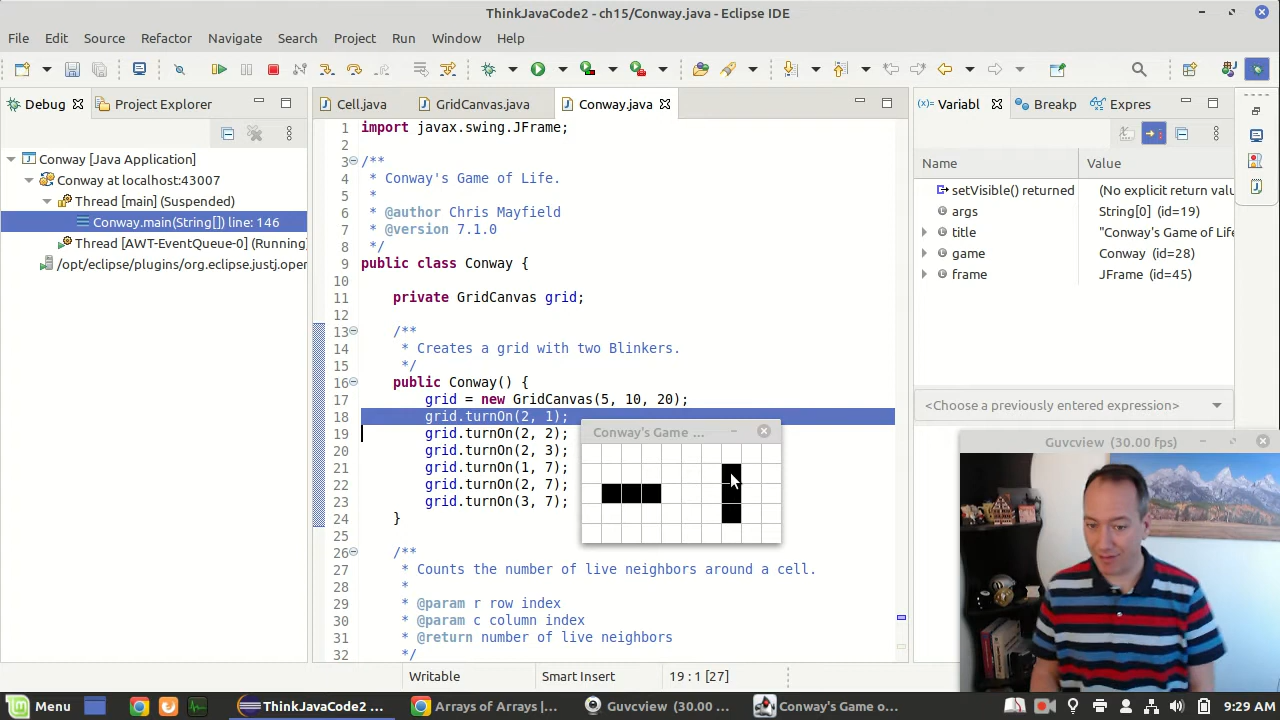 ThinkJavaCode2 - ch15/Conway.java - Eclipse IDE
File Edit Source Refactor Navigate Search Project Run Window Help
Debug Project Explorer
Cell.java GridCanvas.java Conway.java
Variabl Breakp Expres
Conway [Java Application]
Conway at localhost:43007
Thread [main] (Suspended)
Conway.main(String[]) line: 146
Thread [AWT-EventQueue-0] (Running
/opt/eclipse/plugins/org.eclipse.justj.oper
1 import javax.swing.JFrame;
2
3 /**
4 * Conway's Game of Life.
5 *
6 * @author Chris Mayfield
7 * @version 7.1.0
8 */
9 public class Conway {
10
11 private GridCanvas grid;
12
13 /**
14 * Creates a grid with two Blinkers.
15 */
16 public Conway() {
17 grid = new GridCanvas(5, 10, 20);
18 grid.turnOn(2, 1);
19 grid.turnOn(2, 2);
20 grid.turnOn(2, 3);
21 grid.turnOn(1, 7);
22 grid.turnOn(2, 7);
23 grid.turnOn(3, 7);
24 }
25
26 /**
27 * Counts the number of live neighbors around a cell.
28 *
29 * @param r row index
30 * @param c column index
31 * @return number of live neighbors
32 */
Conway's Game ...
Name Value
setVisible() returned (No explicit return valu
args String[0] (id=19)
title "Conway's Game of Life
game Conway (id=28)
frame JFrame (id=45)
<Choose a previously entered expression>
Guvcview (30.00 fps)
Writable Smart Insert 19 : 1 [27]
Menu ThinkJavaCode2 ... Arrays of Arrays |... Guvcview (30.00 ... Conway's Game o... 9:29 AM